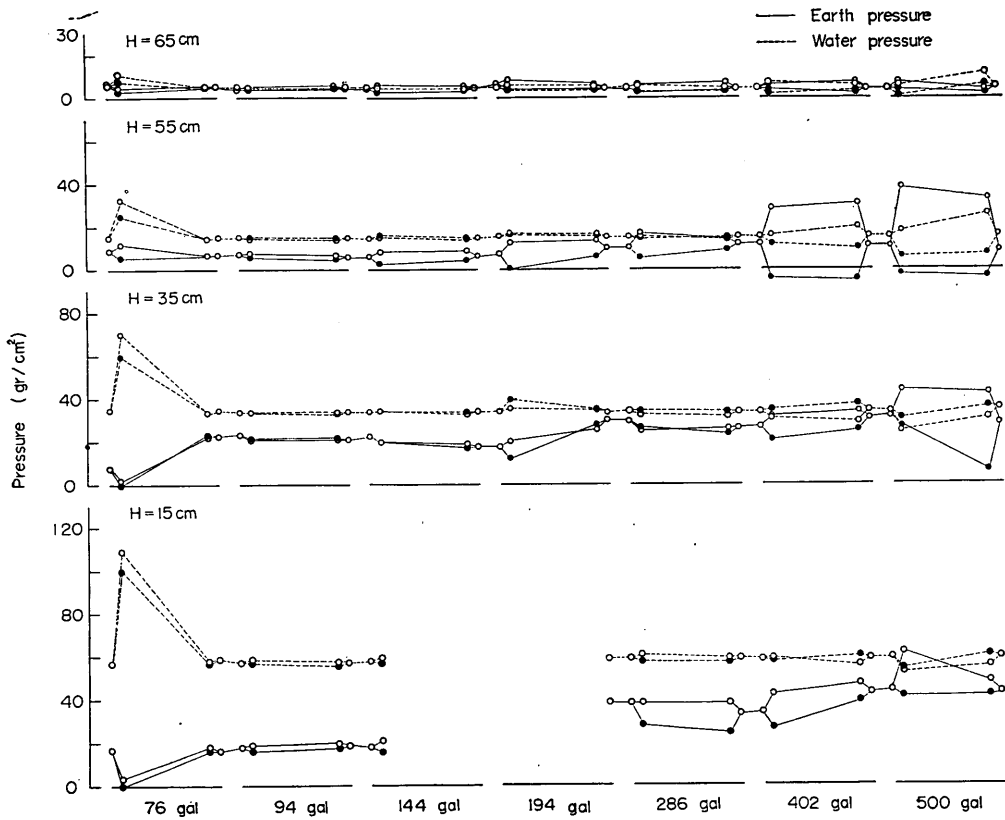 Earth pressure
Water pressure
30
0
H = 65 cm
H = 55 cm
40
0
H = 35 cm
80
40
0
H = 15 cm
120
80
40
0
Pressure (gr/cm²)
76 gal 94 gal 144 gal 194 gal 286 gal 402 gal 500 gal